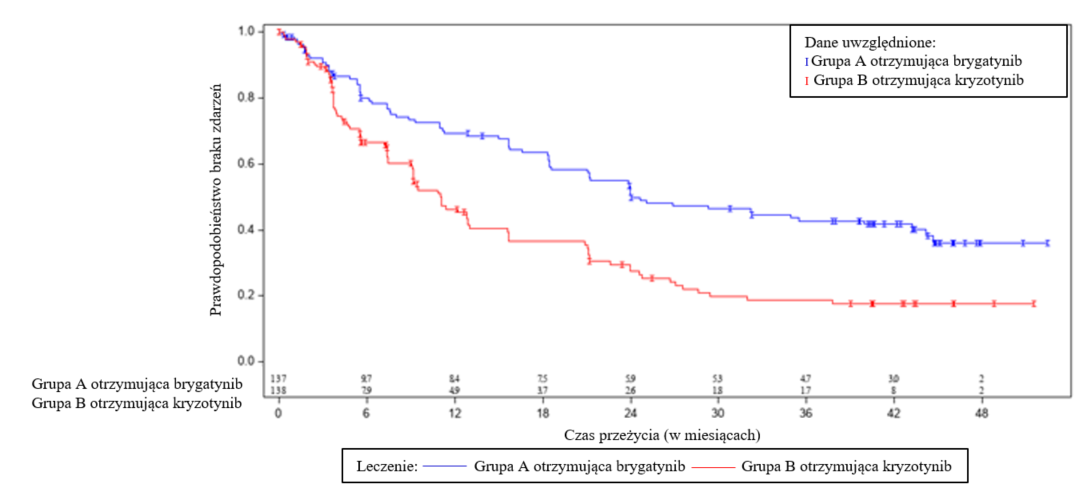 1.0
0.8
0.6
0.4
0.2
0.0
Prawdopodobieństwo braku zdarzeń
Dane uwzględnione:
Grupa A otrzymująca brygatynib
Grupa B otrzymująca kryzotynib
Grupa A otrzymująca brygatynib 137 97 84 75 59 53 47 30 2
Grupa B otrzymująca kryzotynib 138 79 49 37 26 18 17 8 2
0 6 12 18 24 30 36 42 48
Czas przeżycia (w miesiącach)
Leczenie: Grupa A otrzymująca brygatynib Grupa B otrzymująca kryzotynib